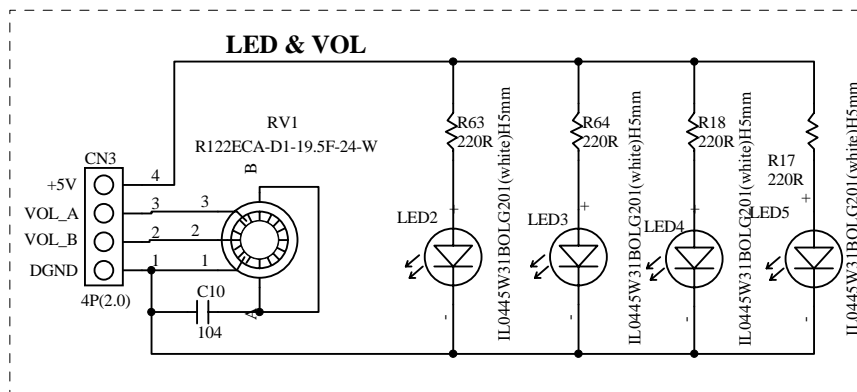 LED & VOL
RV1
R122ECA-D1-19.5F-24-W
B
A
CN3
+5V
VOL_A
VOL_B
DGND
4
3
2
1
3
2
1
4P(2.0)
C10
104
R63
220R
R64
220R
R18
220R
R17
220R
LED2
+
-
IL0445W31BOLG201(white)H5mm
LED3
+
-
IL0445W31BOLG201(white)H5mm
LED4
+
-
IL0445W31BOLG201(white)H5mm
LED5
+
-
IL0445W31BOLG201(white)H5mm